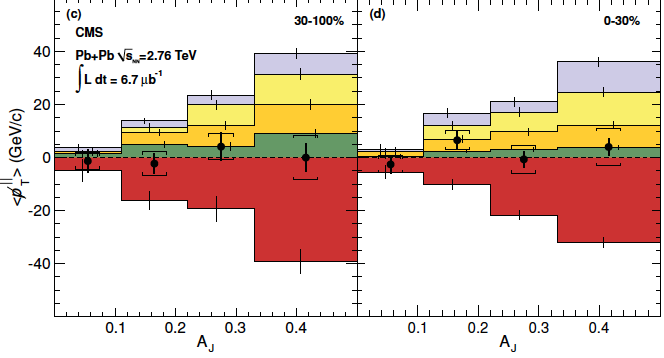 (c)
30-100%
CMS
Pb+Pb √sNN=2.76 TeV
∫L dt = 6.7 μb⁻¹
(d)
0-30%
40
20
0
-20
-40
<p̸T||> (GeV/c)
0.1
0.2
0.3
0.4
AJ
0.1
0.2
0.3
0.4
AJ